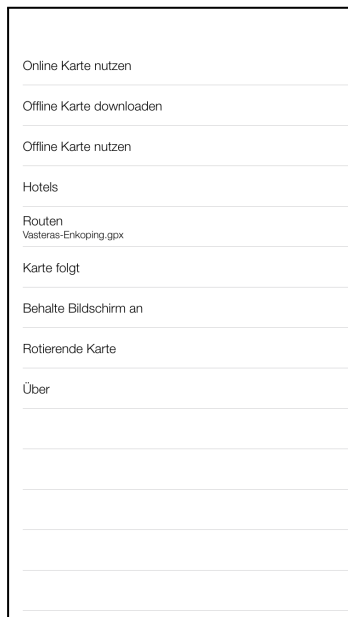 Online Karte nutzen
Offline Karte downloaden
Offline Karte nutzen
Hotels
Routen
Vasteras-Enkoping.gpx
Karte folgt
Behalte Bildschirm an
Rotierende Karte
Über